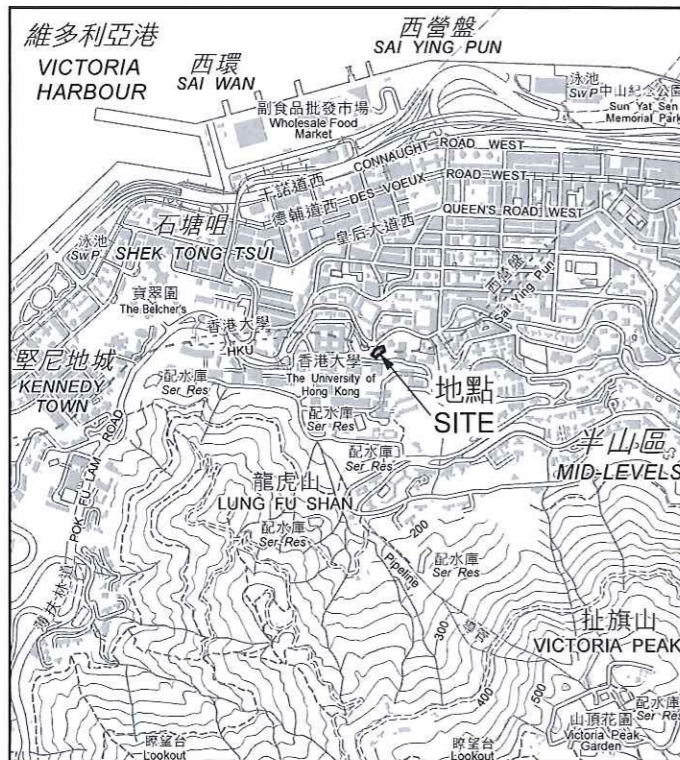 維多利亞港
VICTORIA
HARBOUR
西環
SAI WAN
西營盤
SAI YING PUN
副食品批發市場
Wholesale Food
Market
泳池
Sw P
中山紀念公園
Sun Yat Sen
Memorial Park
干諾道西
CONNAUGHT ROAD WEST
德輔道西
DES VOEUX ROAD WEST
皇后大道西
QUEEN'S ROAD WEST
石塘咀
SHEK TONG TSUI
泳池
Sw P
寶翠園
The Belcher's
西營盤
Sai Ying Pun
香港大學
HKU
堅尼地城
KENNEDY
TOWN
配水庫
Ser Res
香港大學
The University of
Hong Kong
地點
SITE
配水庫
Ser Res
配水庫
Ser Res
半山區
MID-LEVELS
POK FU LAM ROAD
薄扶林道
龍虎山
LUNG FU SHAN
配水庫
Ser Res
200
配水庫
Ser Res
Pipeline
300
400
500
扯旗山
VICTORIA PEAK
配水庫
Ser Res
山頂花園
Victoria Peak
Garden
瞭望台
Lookout
瞭望台
Lookout